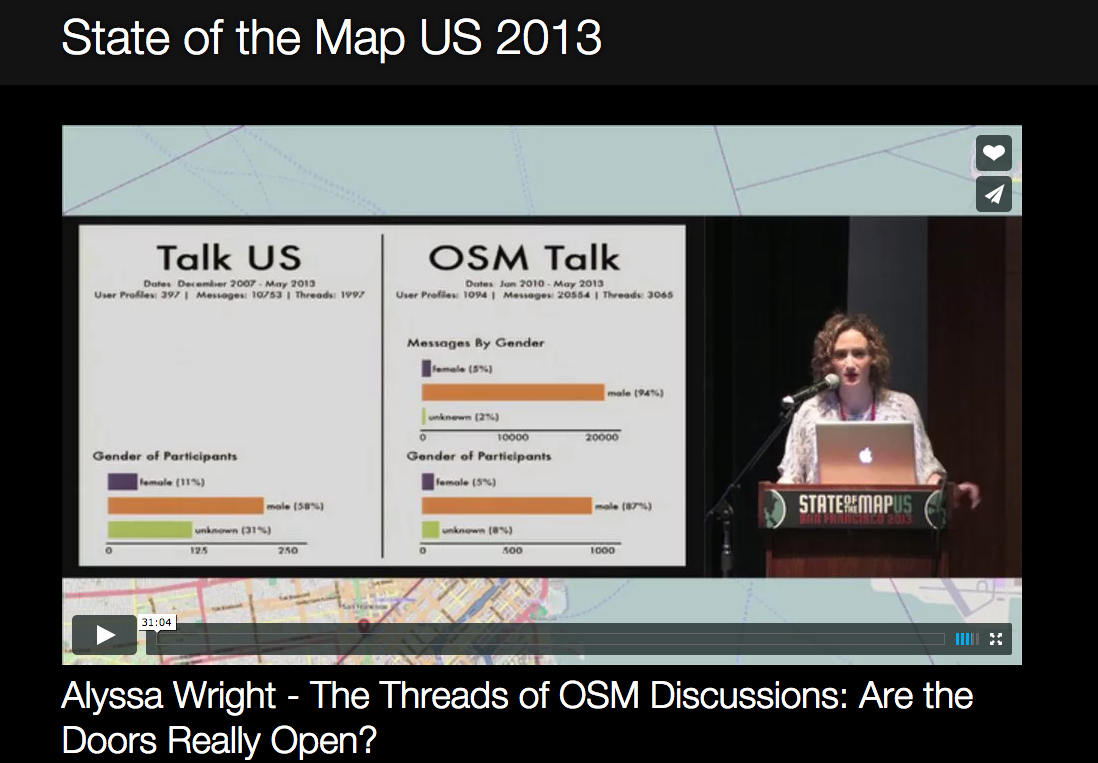 State of the Map US 2013
Talk US
Dates December 2007 - May 2013
User Profiles: 397 | Messages: 10753 | Threads: 1997
Gender of Participants
female (11%)
male (58%)
unknown (31%)
0 125 250
OSM Talk
Dates Jan 2010 - May 2013
User Profiles: 1094 | Messages: 20554 | Threads: 3065
Messages By Gender
female (5%)
male (94%)
unknown (2%)
0 10000 20000
Gender of Participants
female (5%)
male (87%)
unknown (8%)
0 500 1000
STATE OF THE MAP US
SAN FRANCISCO 2013
San Francisco
31:04
Alyssa Wright - The Threads of OSM Discussions: Are the
Doors Really Open?